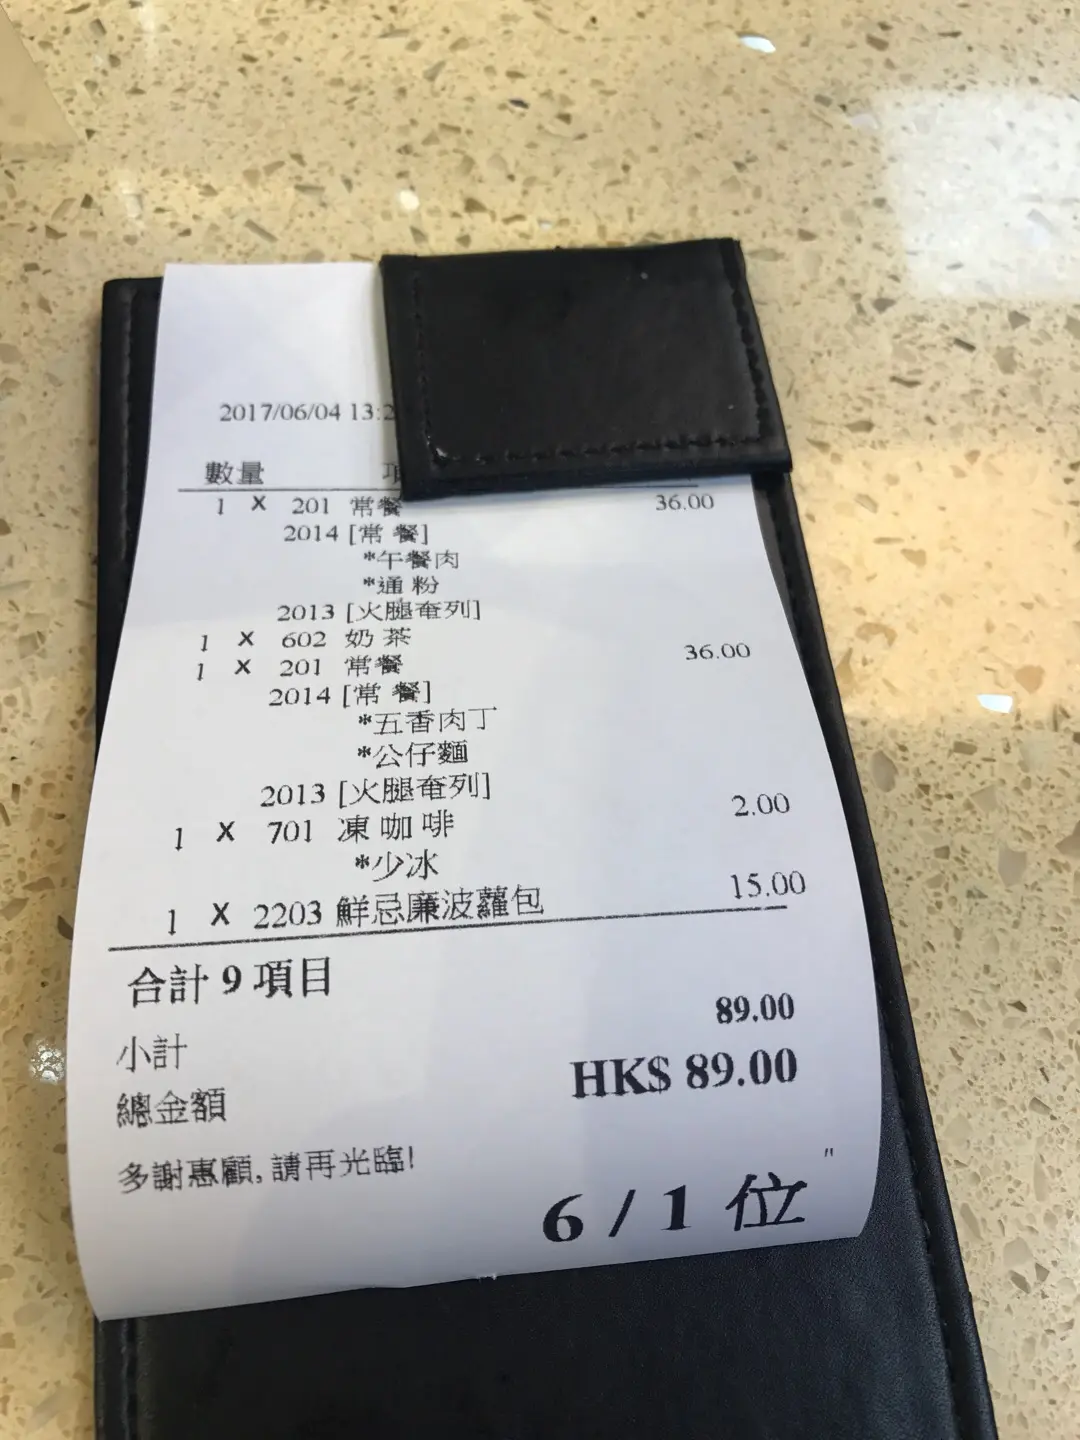 2017/06/04 13:2
數量
1 X 201 常餐 36.00
2014 [常 餐]
*午餐肉
*通 粉
2013 [火腿奄列]
1 X 602 奶 茶
1 X 201 常餐 36.00
2014 [常 餐]
*五香肉丁
*公仔麵
2013 [火腿奄列]
1 X 701 凍 咖 啡 2.00
*少冰
1 X 2203 鮮忌廉波蘿包 15.00
合計 9 項目
小計 89.00
總金額 HK$ 89.00
多謝惠顧, 請再光臨!
"
6 / 1 位